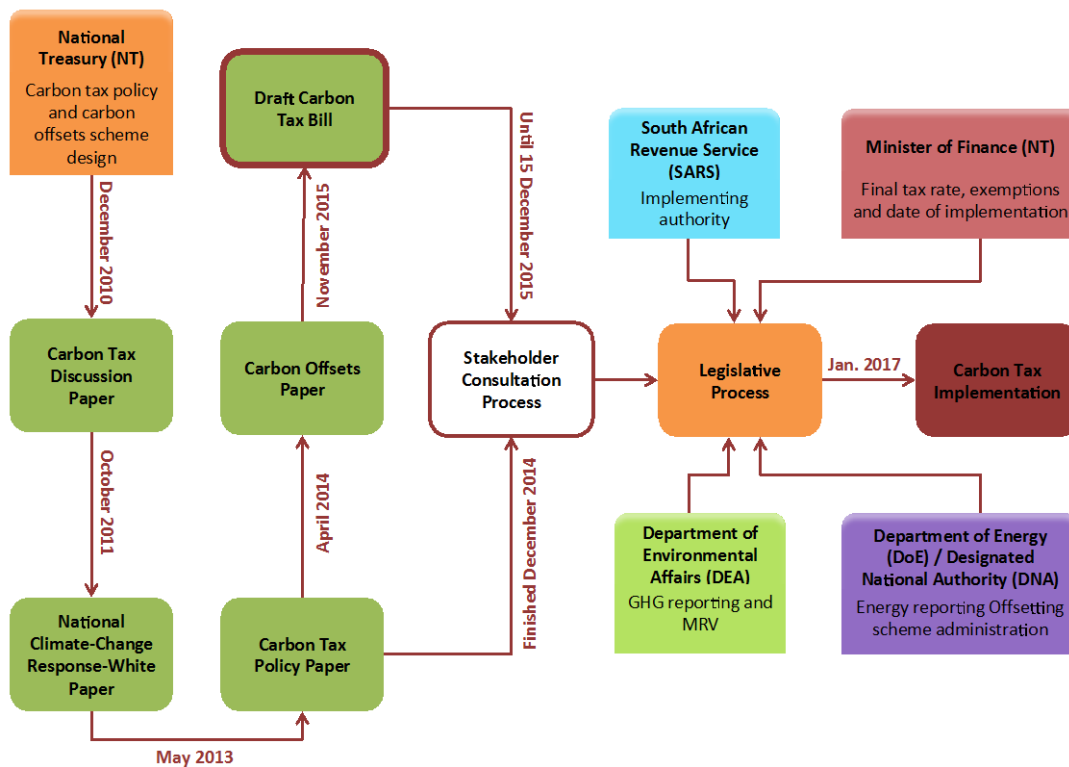 National
Treasury (NT)
Carbon tax policy
and carbon
offsets scheme
design
December 2010
Carbon Tax
Discussion
Paper
October 2011
National
Climate-Change
Response-White
Paper
May 2013
Carbon Tax
Policy Paper
April 2014
Carbon Offsets
Paper
November 2015
Draft Carbon
Tax Bill
Until 15 December 2015
Finished December 2014
Stakeholder
Consultation
Process
South African
Revenue Service
(SARS)
Implementing
authority
Minister of Finance (NT)
Final tax rate, exemptions
and date of implementation
Legislative
Process
Jan. 2017
Carbon Tax
Implementation
Department of
Environmental
Affairs (DEA)
GHG reporting and
MRV
Department of Energy
(DoE) / Designated
National Authority (DNA)
Energy reporting Offsetting
scheme administration